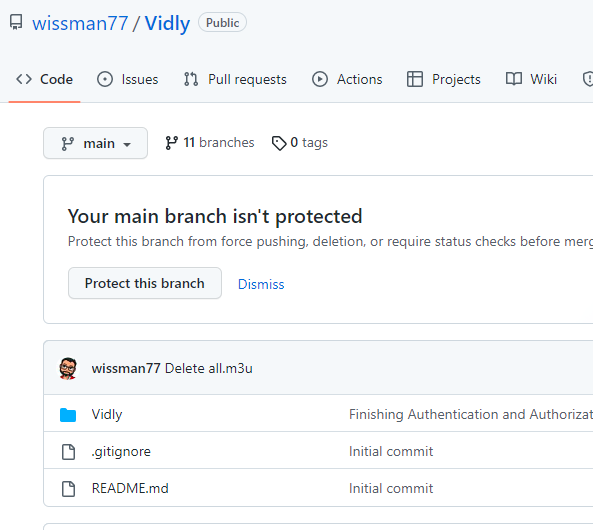 wissman77 / Vidly Public
Code Issues Pull requests Actions Projects Wiki
main 11 branches 0 tags
Your main branch isn't protected
Protect this branch from force pushing, deletion, or require status checks before merg
Protect this branch Dismiss
wissman77 Delete all.m3u
Vidly Finishing Authentication and Authorizat
.gitignore Initial commit
README.md Initial commit